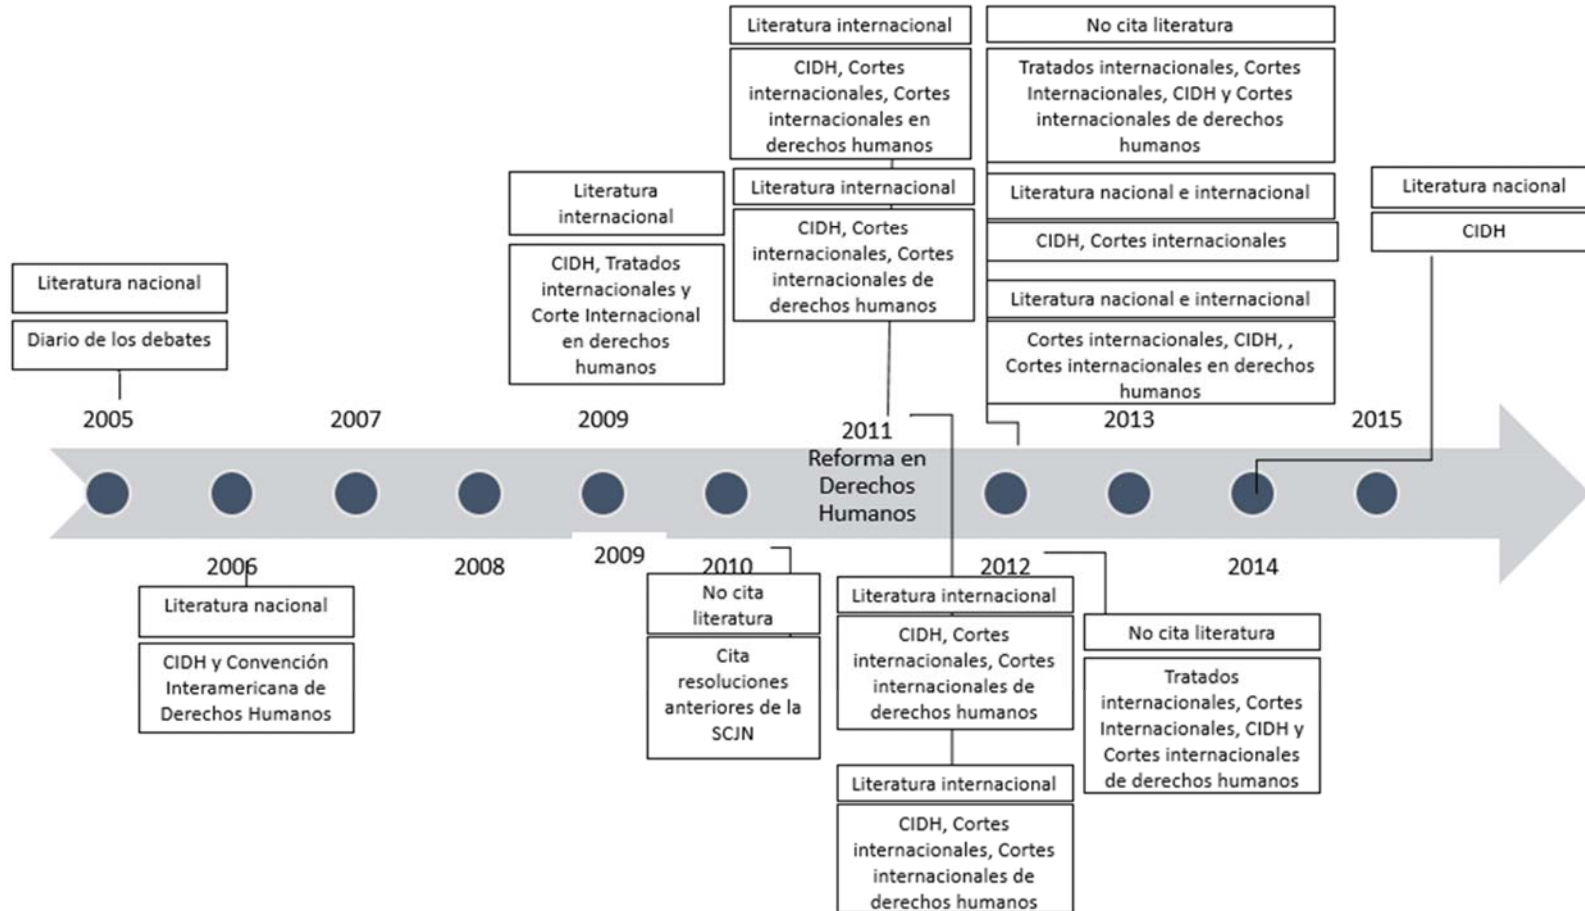 Literatura internacional
CIDH, Cortes
internacionales, Cortes
internacionales en
derechos humanos
No cita literatura
Tratados internacionales, Cortes
Internacionales, CIDH y Cortes
internacionales de derechos
humanos
Literatura
internacional
CIDH, Tratados
internacionales y
Corte Internacional
en derechos
humanos
Literatura internacional
CIDH, Cortes
internacionales, Cortes
internacionales de
derechos humanos
Literatura nacional e internacional
CIDH, Cortes internacionales
Literatura nacional e internacional
Cortes internacionales, CIDH, ,
Cortes internacionales en derechos
humanos
Literatura nacional
CIDH
Literatura nacional
Diario de los debates
2005
2007
2009
2011
Reforma en
Derechos
Humanos
2013
2015
2006
2008
2009
2010
2012
2014
Literatura nacional
CIDH y Convención
Interamericana de
Derechos Humanos
No cita
literatura
Cita
resoluciones
anteriores de la
SCJN
Literatura internacional
CIDH, Cortes
internacionales, Cortes
internacionales de
derechos humanos
Literatura internacional
CIDH, Cortes
internacionales, Cortes
internacionales de
derechos humanos
No cita literatura
Tratados
internacionales, Cortes
Internacionales, CIDH y
Cortes internacionales
de derechos humanos